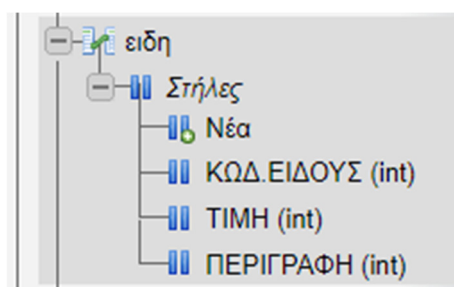 ειδη
Στήλες
Νέα
ΚΩΔ.ΕΙΔΟΥΣ (int)
ΤΙΜΗ (int)
ΠΕΡΙΓΡΑΦΗ (int)